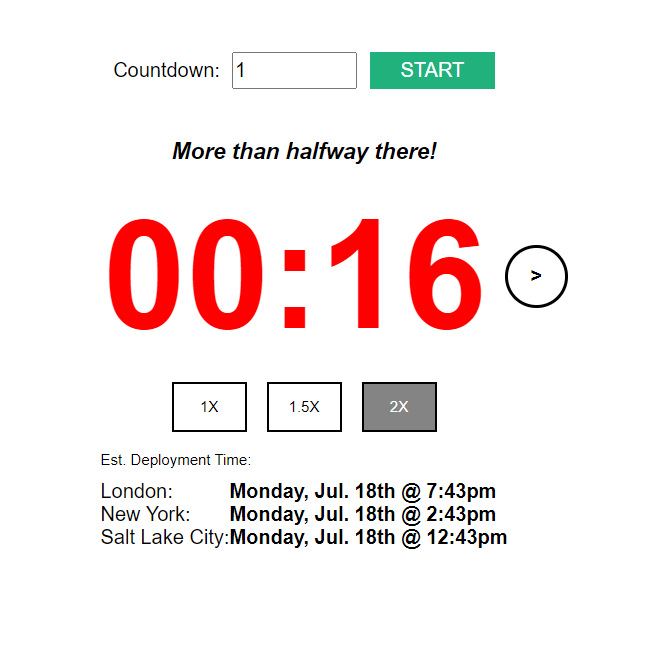 Countdown: 1 START
More than halfway there!
00:16 >
1X 1.5X 2X
Est. Deployment Time:
London: Monday, Jul. 18th @ 7:43pm
New York: Monday, Jul. 18th @ 2:43pm
Salt Lake City: Monday, Jul. 18th @ 12:43pm